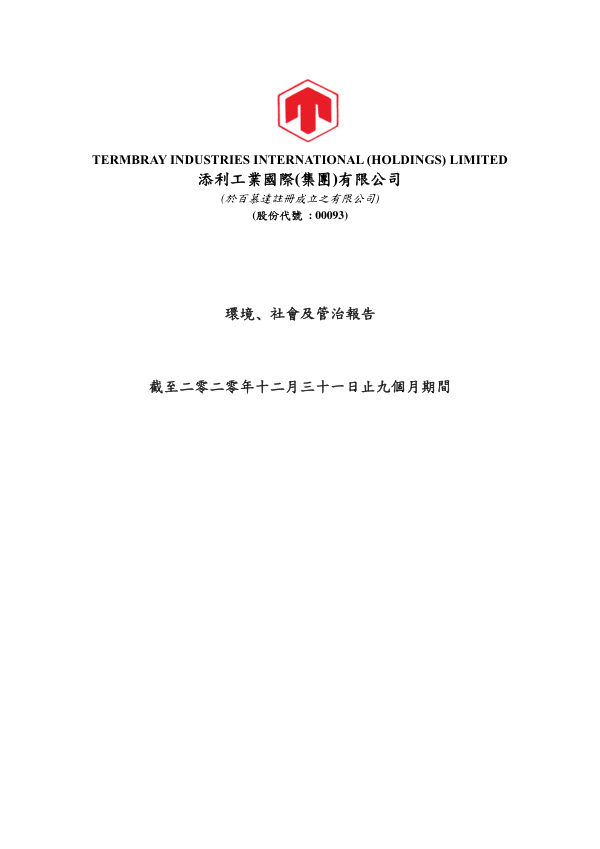 TERMBRAY INDUSTRIES INTERNATIONAL (HOLDINGS) LIMITED
添利工業國際(集團)有限公司
(於百慕達註冊成立之有限公司)
(股份代號 : 00093)
環境、社會及管治報告
截至二零二零年十二月三十一日止九個月期間